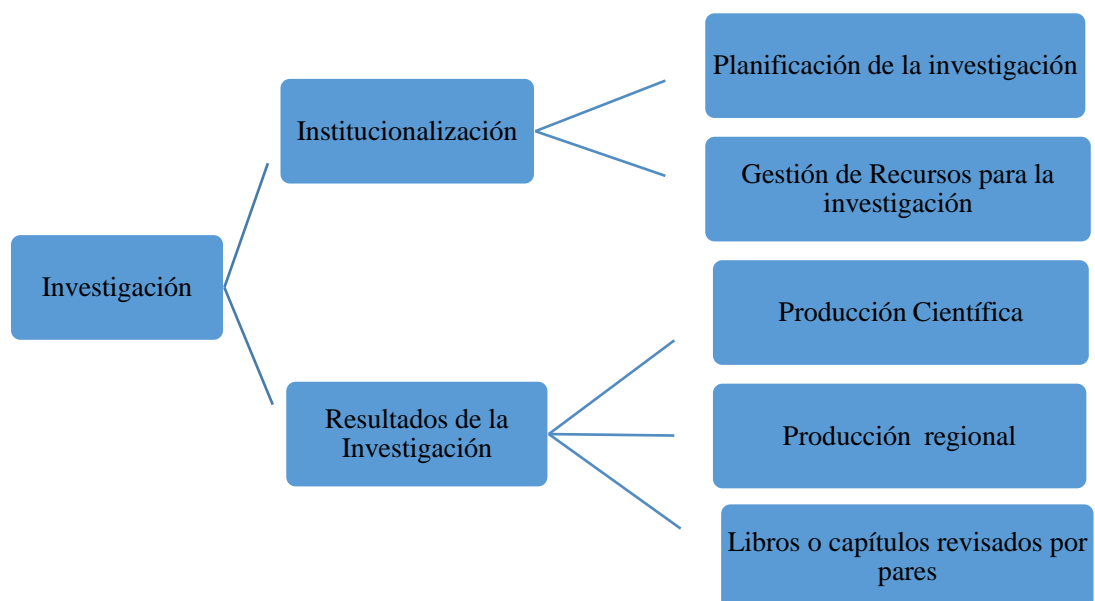 Investigación
Institucionalización
Planificación de la investigación
Gestión de Recursos para la
investigación
Resultados de la
Investigación
Producción Científica
Producción regional
Libros o capítulos revisados por
pares